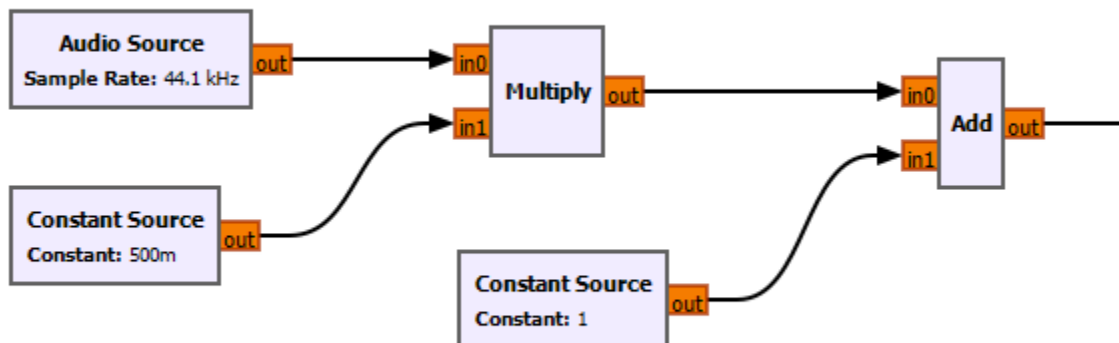 Audio Source
Sample Rate: 44.1 kHz
out
in0
in1
Multiply
out
in0
in1
Add
out
Constant Source
Constant: 500m
out
Constant Source
Constant: 1
out